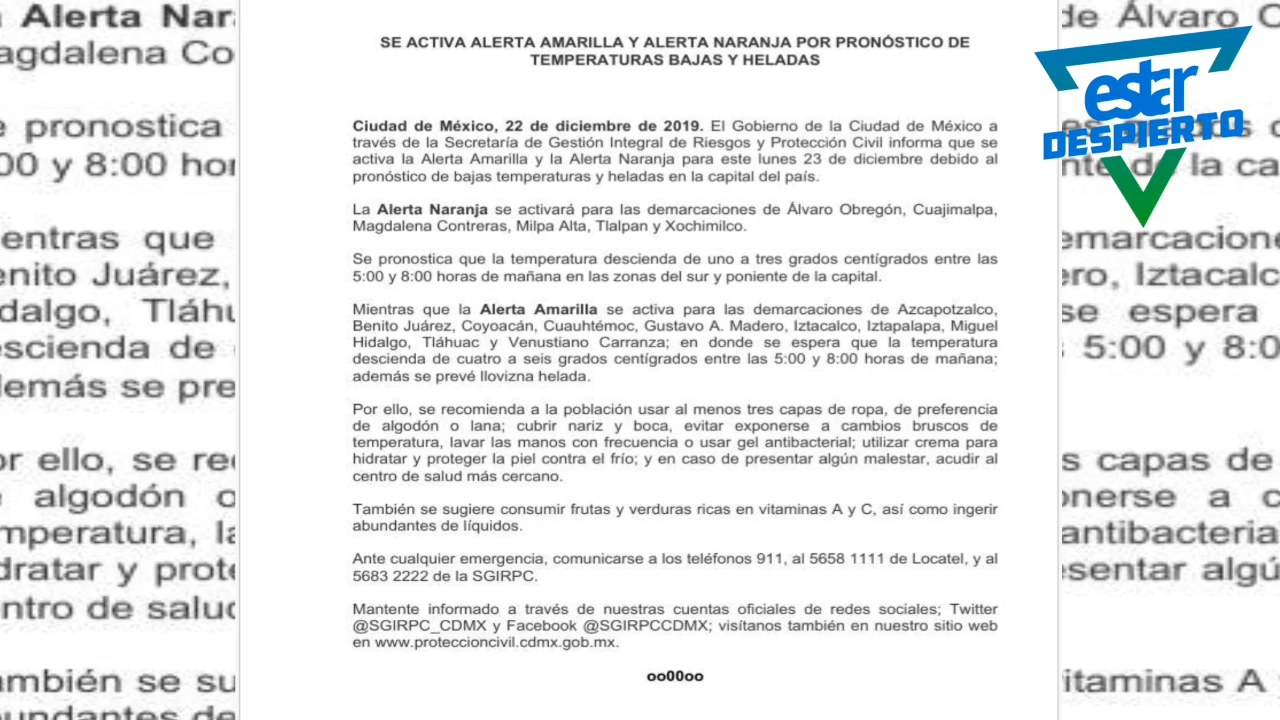 SE ACTIVA ALERTA AMARILLA Y ALERTA NARANJA POR PRONÓSTICO DE
TEMPERATURAS BAJAS Y HELADAS
Ciudad de México, 22 de diciembre de 2019. El Gobierno de la Ciudad de México a
través de la Secretaría de Gestión Integral de Riesgos y Protección Civil informa que se
activa la Alerta Amarilla y la Alerta Naranja para este lunes 23 de diciembre debido al
pronóstico de bajas temperaturas y heladas en la capital del país.
La Alerta Naranja se activará para las demarcaciones de Álvaro Obregón, Cuajimalpa,
Magdalena Contreras, Milpa Alta, Tlalpan y Xochimilco.
Se pronostica que la temperatura descienda de uno a tres grados centígrados entre las
5:00 y 8:00 horas de mañana en las zonas del sur y poniente de la capital.
Mientras que la Alerta Amarilla se activa para las demarcaciones de Azcapotzalco,
Benito Juárez, Coyoacán, Cuauhtémoc, Gustavo A. Madero, Iztacalco, Iztapalapa, Miguel
Hidalgo, Tláhuac y Venustiano Carranza; en donde se espera que la temperatura
descienda de cuatro a seis grados centígrados entre las 5:00 y 8:00 horas de mañana;
además se prevé llovizna helada.
Por ello, se recomienda a la población usar al menos tres capas de ropa, de preferencia
de algodón o lana; cubrir nariz y boca, evitar exponerse a cambios bruscos de
temperatura, lavar las manos con frecuencia o usar gel antibacterial; utilizar crema para
hidratar y proteger la piel contra el frío; y en caso de presentar algún malestar, acudir al
centro de salud más cercano.
También se sugiere consumir frutas y verduras ricas en vitaminas A y C, así como ingerir
abundantes de líquidos.
Ante cualquier emergencia, comunicarse a los teléfonos 911, al 5658 1111 de Locatel, y al
5683 2222 de la SGIRPC.
Mantente informado a través de nuestras cuentas oficiales de redes sociales; Twitter
@SGIRPC_CDMX y Facebook @SGIRPCCDMX; visítanos también en nuestro sitio web
en www.proteccioncivil.cdmx.gob.mx.
oo00oo
estar
DESPIERTO